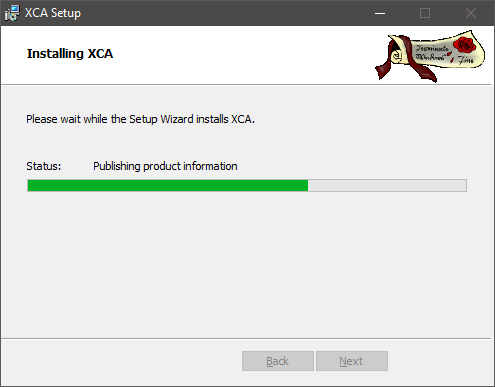 XCA Setup
Installing XCA
Please wait while the Setup Wizard installs XCA.
Status: Publishing product information
Back Next